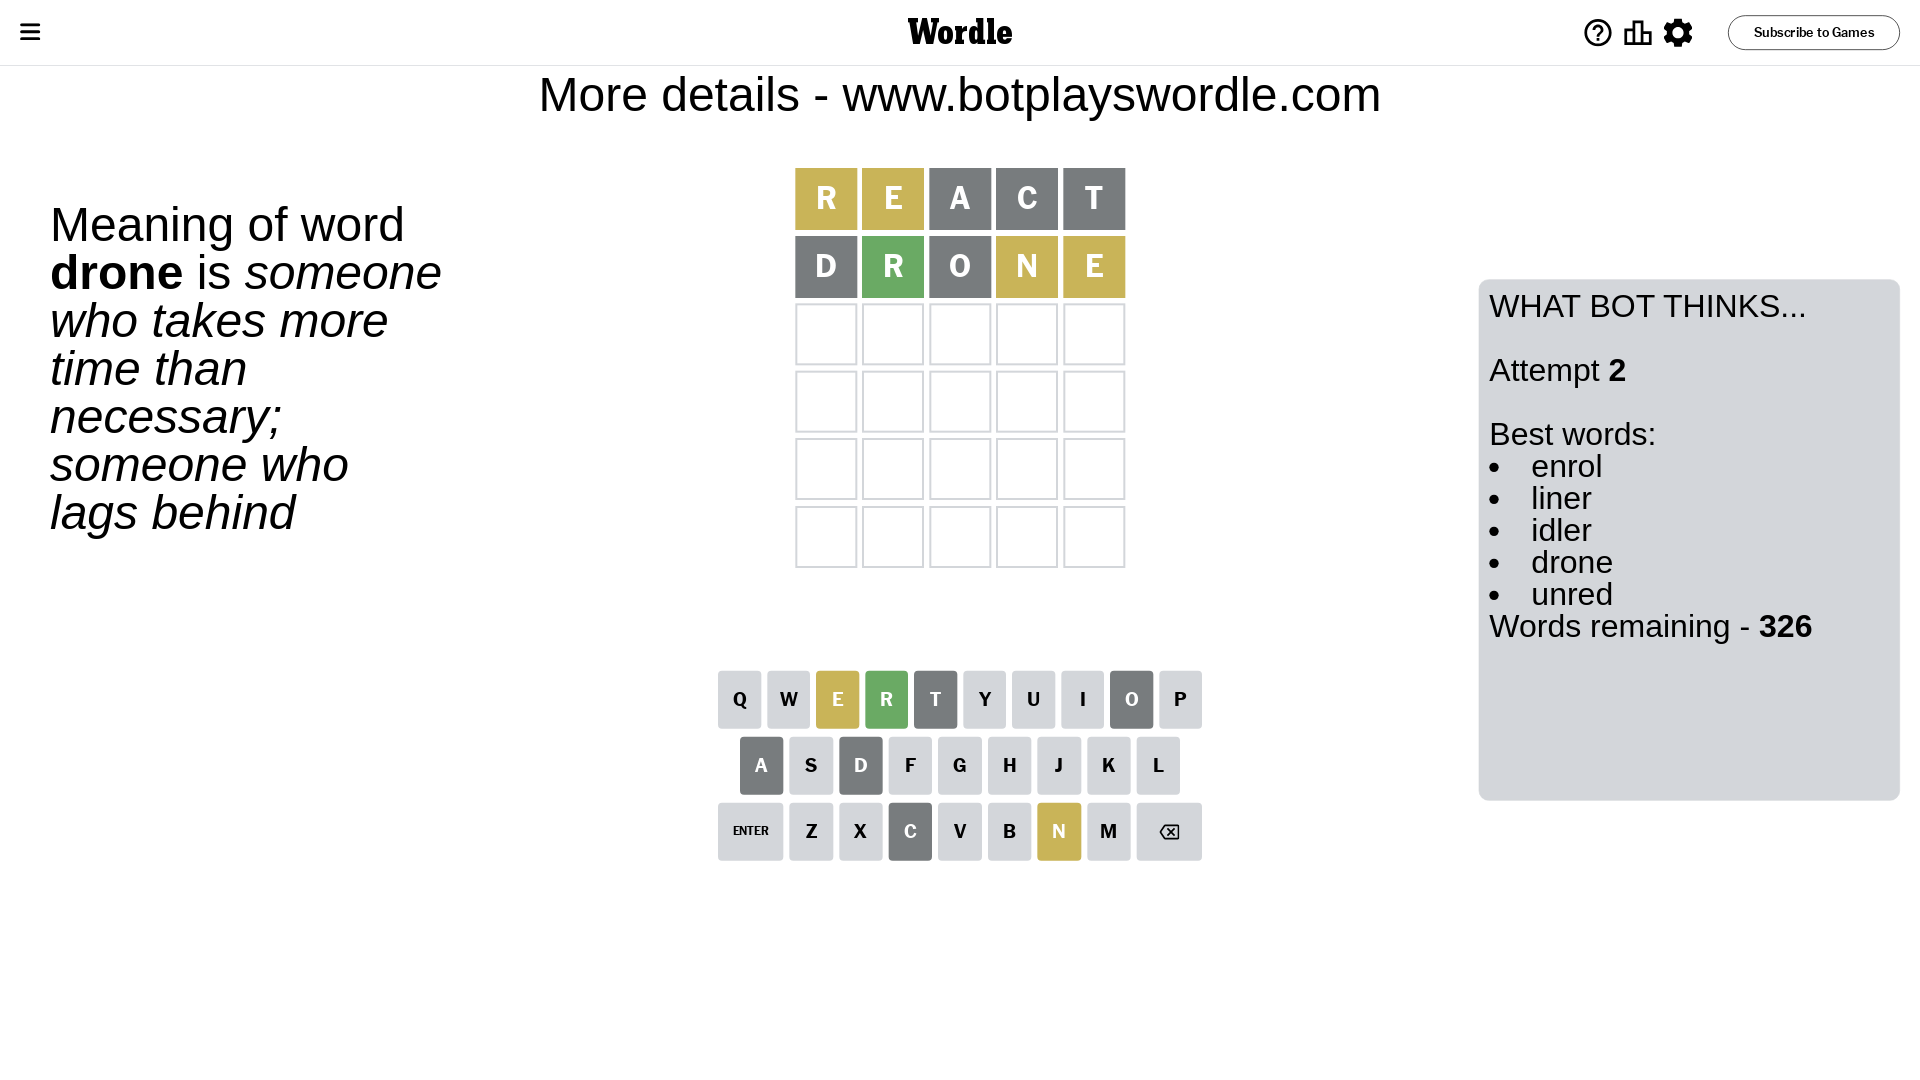 Wordle
Subscribe to Games
More details - www.botplayswordle.com
Meaning of word
drone is someone
who takes more
time than
necessary;
someone who
lags behind
R E A C T
D R O N E
WHAT BOT THINKS...
Attempt 2
Best words:
• enrol
• liner
• idler
• drone
• unred
Words remaining - 326
Q W E R T Y U I O P
A S D F G H J K L
ENTER Z X C V B N M